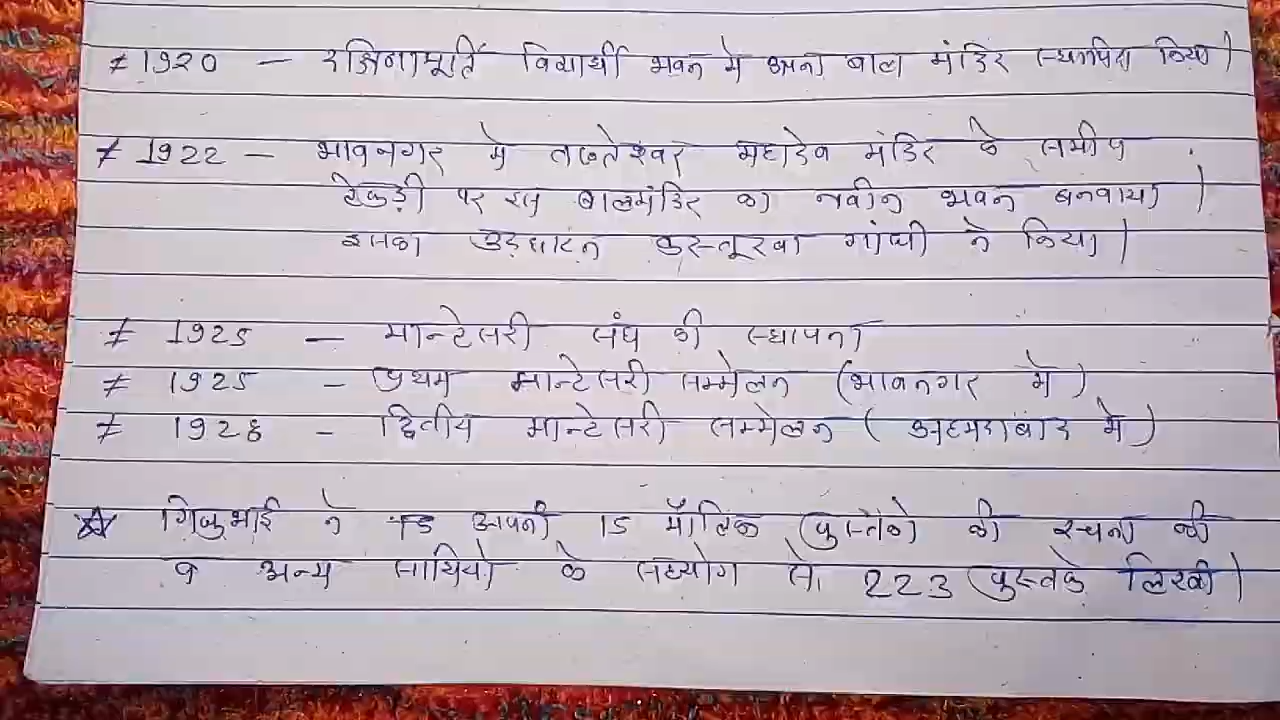 ≠ 1920 — दक्षिणामूर्ति विद्यार्थी भवन मे बाल मंदिर स्थापित किया।
≠ 1922 — भावनगर मे तख्तेश्वर महादेव मंदिर के समीप
टेकड़ी पर इस बालमंदिर का नवीन भवन बनवाया।
इसका उद्घाटन कस्तूरबा गांधी ने किया।
≠ 1925 — मान्टेसरी संघ की स्थापना
≠ 1925 - प्रथम मान्टेसरी सम्मेलन (भावनगर मे)
≠ 1928 - द्वितीय मान्टेसरी सम्मेलन (अहमदाबाद मे)
☆ गिजुभाई ने अपनी 15 मौलिक पुस्तको की रचना की
व अन्य साथियो के सहयोग से 223 पुस्तके लिखी।